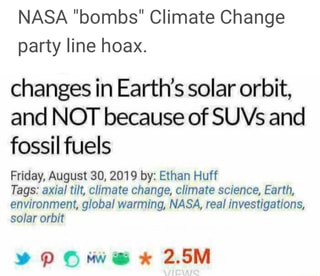 NASA "bombs" Climate Change
party line hoax.
changes in Earth's solar orbit,
and NOT because of SUVs and
fossil fuels
Friday, August 30, 2019 by: Ethan Huff
Tags: axial tilt, climate change, climate science, Earth,
environment, global warming, NASA, real investigations,
solar orbit
MW 2.5M
VIEWS